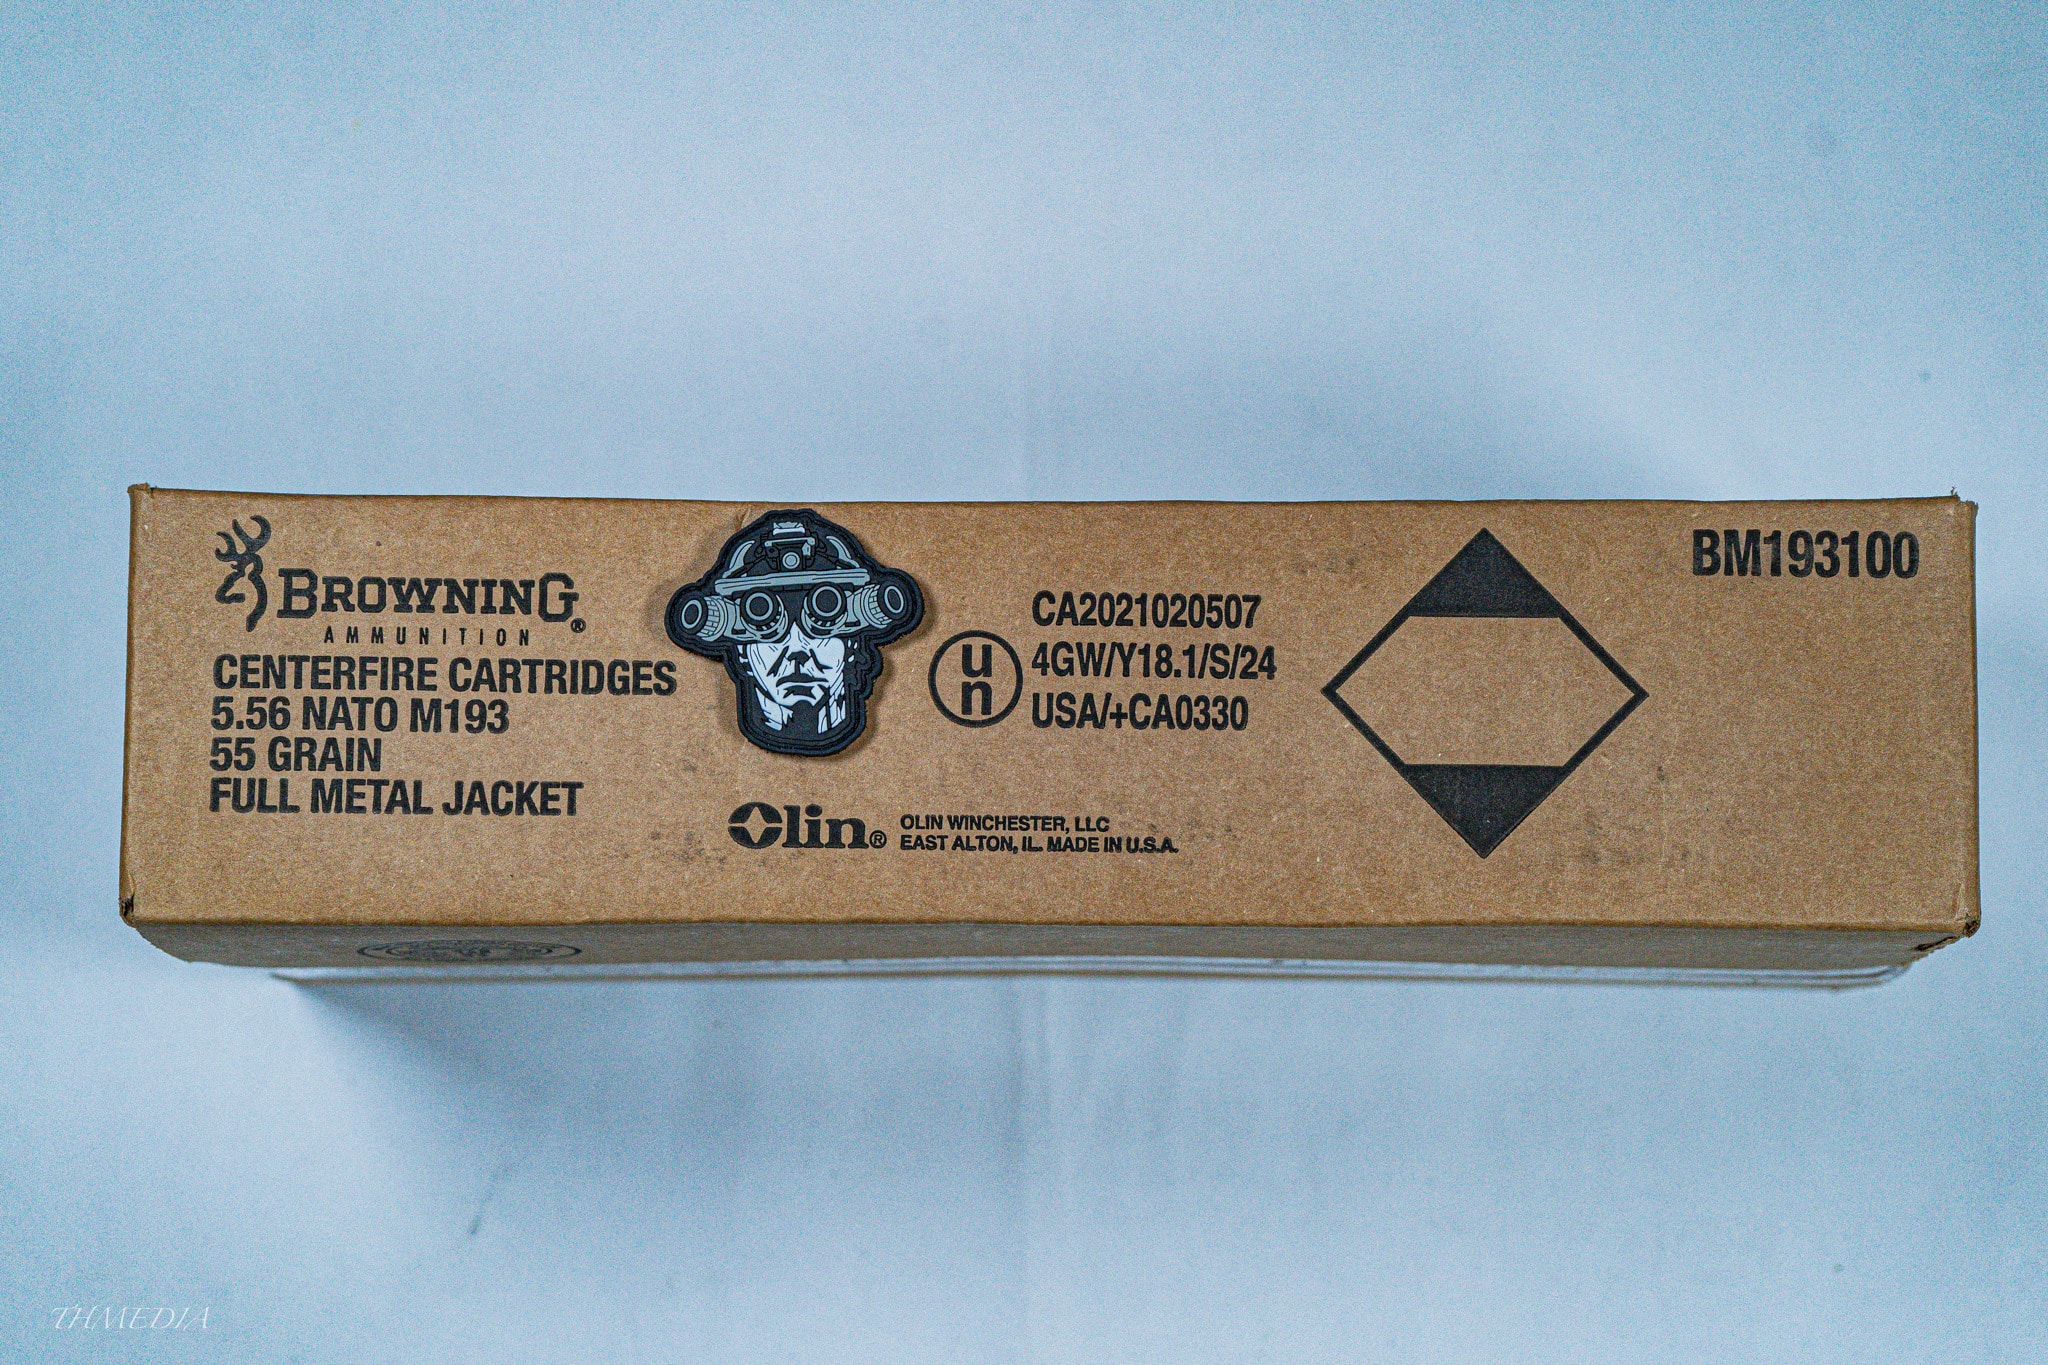 BROWNING®
AMMUNITION
CENTERFIRE CARTRIDGES
5.56 NATO M193
55 GRAIN
FULL METAL JACKET
un
CA2021020507
4GW/Y18.1/S/24
USA/+CA0330
Olin®
OLIN WINCHESTER, LLC
EAST ALTON, IL. MADE IN U.S.A.
BM193100
THMEDIA